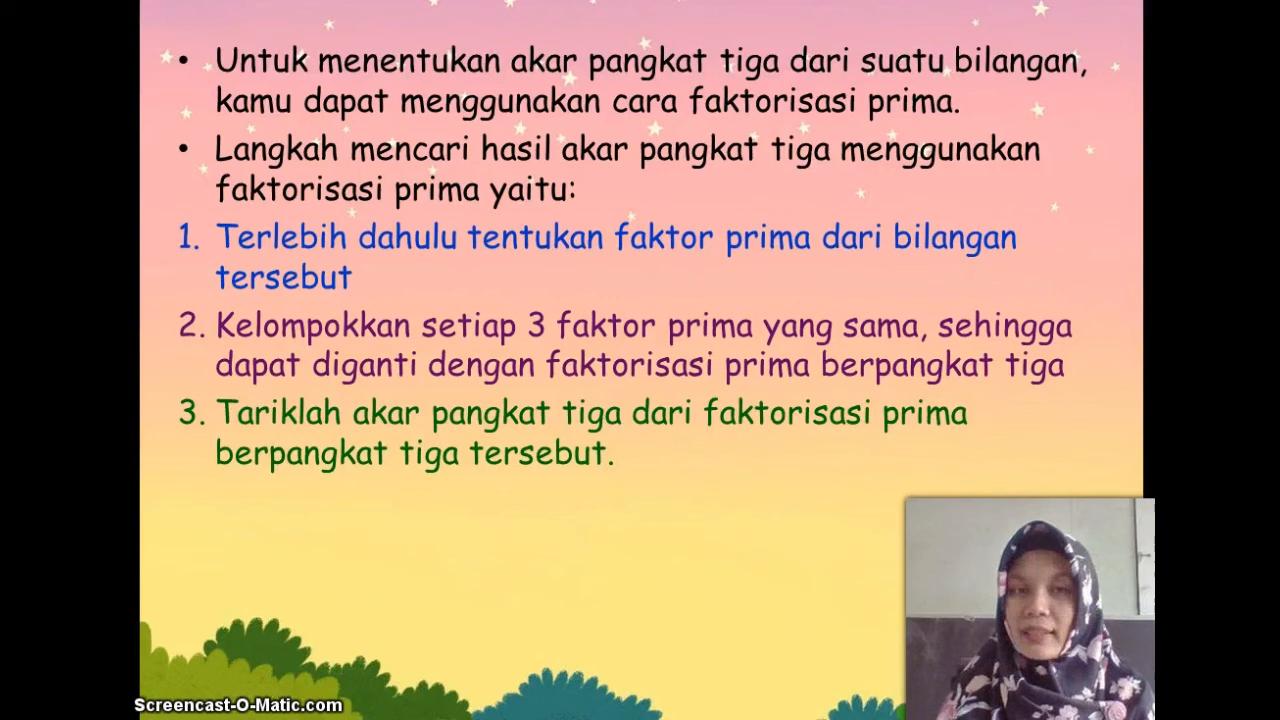 • Untuk menentukan akar pangkat tiga dari suatu bilangan,
kamu dapat menggunakan cara faktorisasi prima.
• Langkah mencari hasil akar pangkat tiga menggunakan
faktorisasi prima yaitu:
1. Terlebih dahulu tentukan faktor prima dari bilangan
tersebut
2. Kelompokkan setiap 3 faktor prima yang sama, sehingga
dapat diganti dengan faktorisasi prima berpangkat tiga
3. Tariklah akar pangkat tiga dari faktorisasi prima
berpangkat tiga tersebut.
Screencast-O-Matic.com